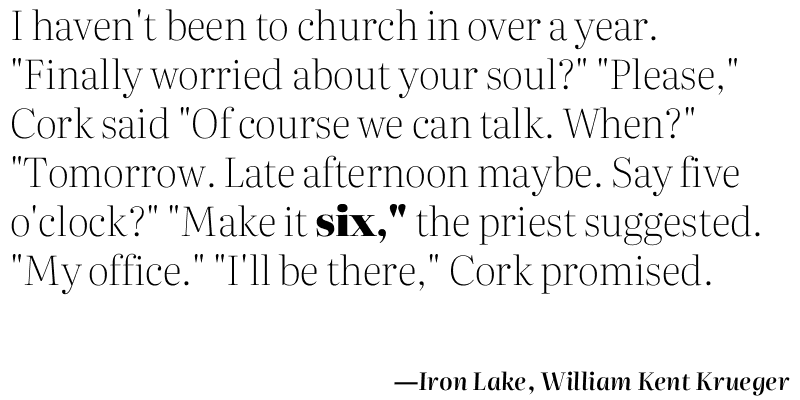 I haven't been to church in over a year.
"Finally worried about your soul?" "Please,"
Cork said "Of course we can talk. When?"
"Tomorrow. Late afternoon maybe. Say five
o'clock?" "Make it six," the priest suggested.
"My office." "I'll be there," Cork promised.
—Iron Lake, William Kent Krueger